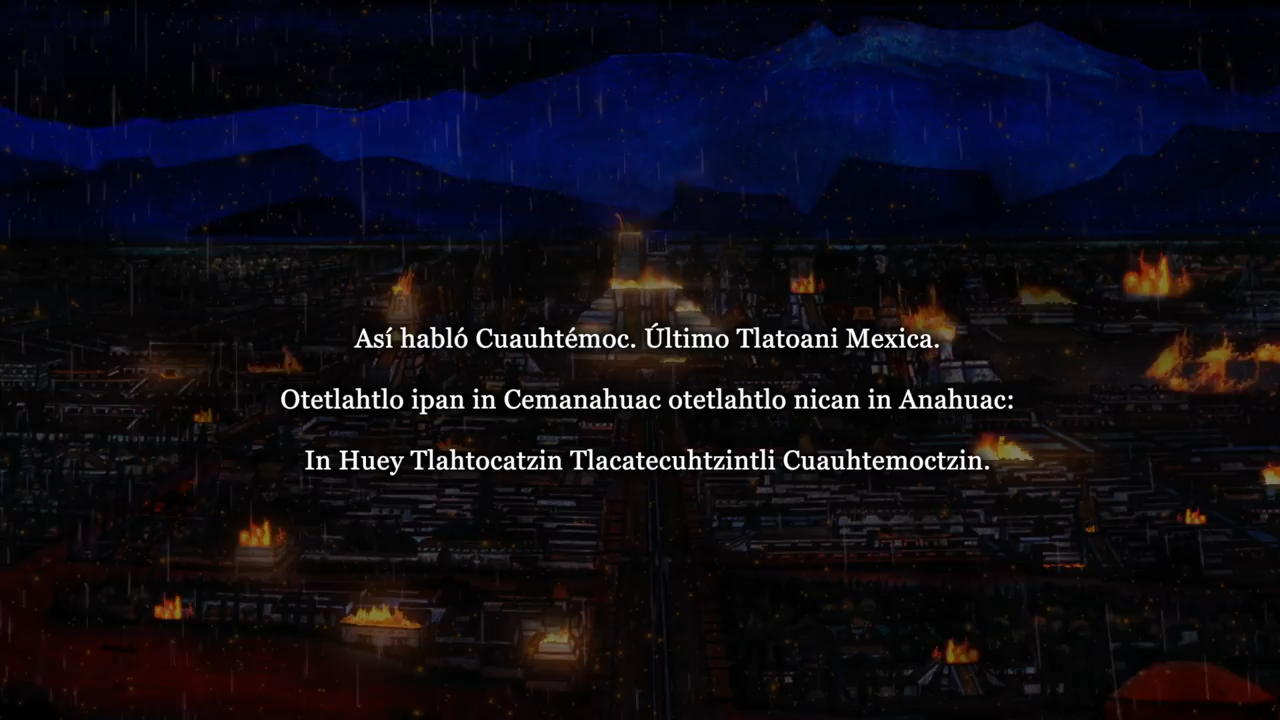 Así habló Cuauhtémoc. Último Tlatoani Mexica.
Otetlahtlo ipan in Cemanahuac otetlahtlo nican in Anahuac:
In Huey Tlahtocatzin Tlacatecuhtzintli Cuauhtemoctzin.